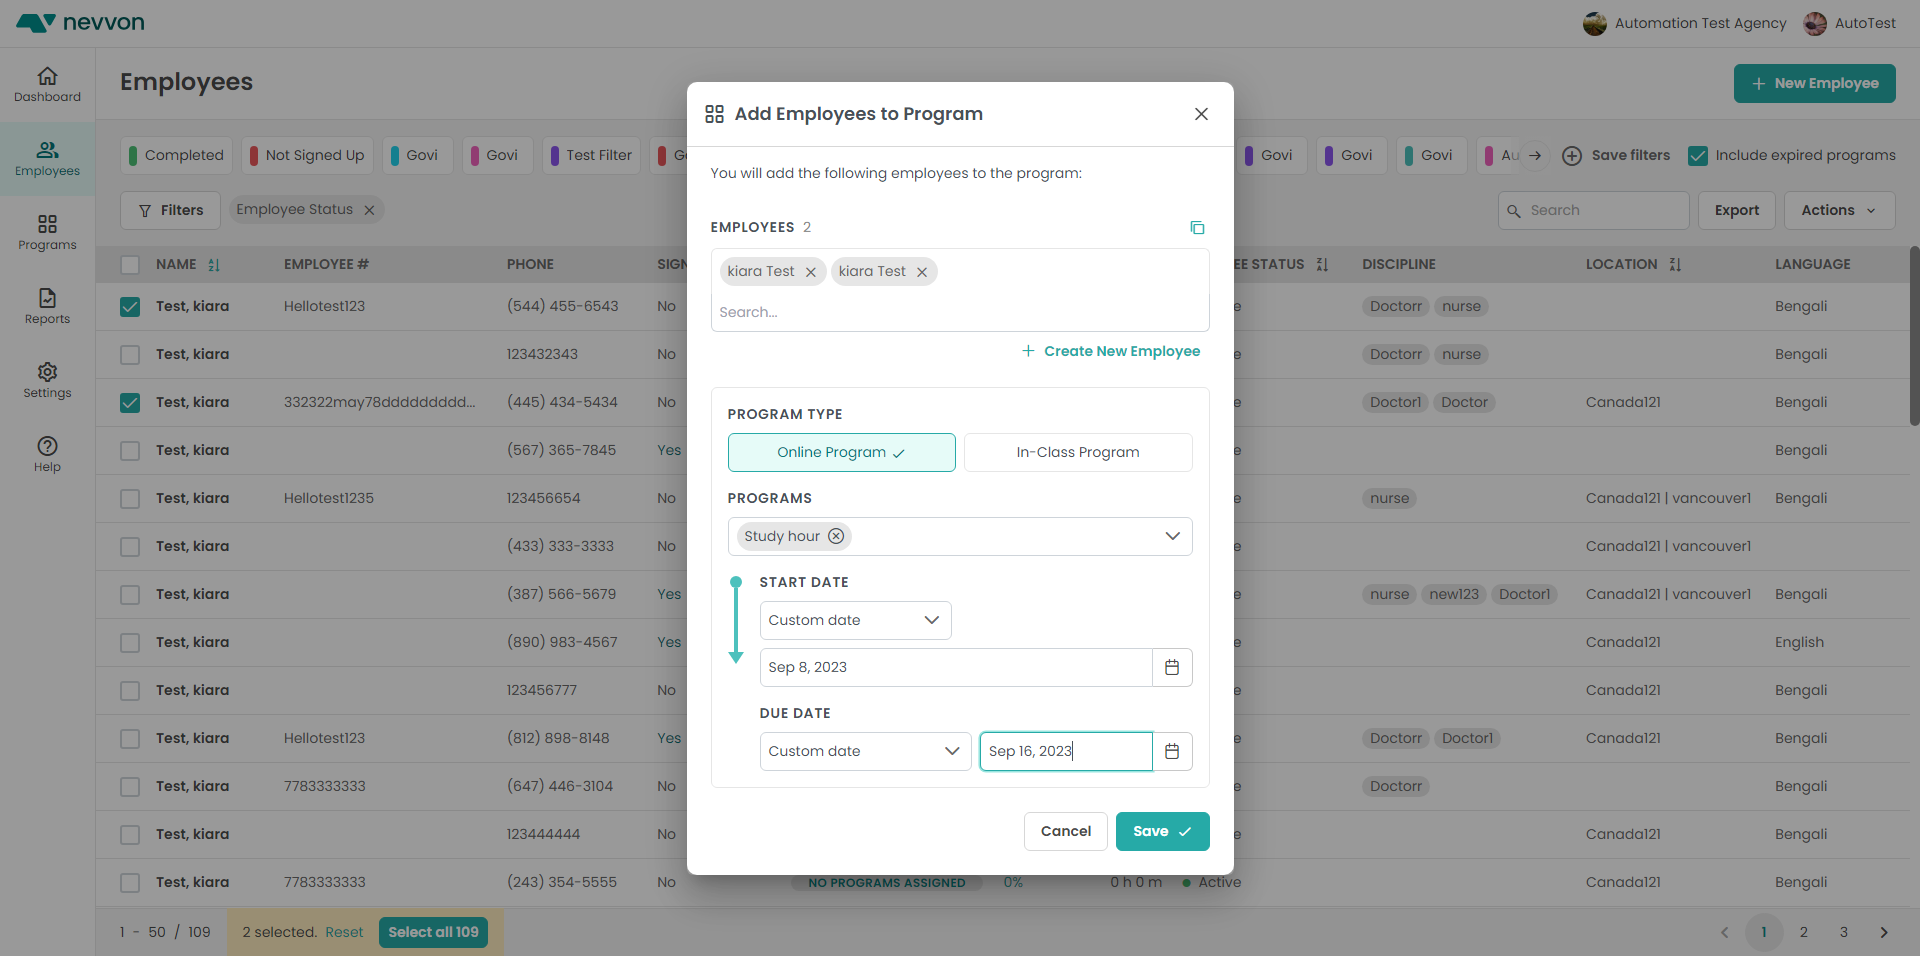 nevvon
Automation Test Agency
AutoTest
Dashboard
Employees
Programs
Reports
Settings
Help
Employees
New Employee
Completed
Not Signed Up
Govi
Govi
Test Filter
Govi
Govi
Govi
Save filters
Include expired programs
Filters
Employee Status
Search
Export
Actions
NAME EMPLOYEE # PHONE SIGN EE STATUS DISCIPLINE LOCATION LANGUAGE
Test, kiara Hellotest123 (544) 455-6543 No e Doctorr nurse Bengali
Test, kiara 123432343 No e Doctorr nurse Bengali
Test, kiara 332322may78ddddddddd... (445) 434-5434 No e Doctor1 Doctor Canada121 Bengali
Test, kiara (567) 365-7845 Yes e Bengali
Test, kiara Hellotest1235 123456654 No e nurse Canada121 | vancouver1 Bengali
Test, kiara (433) 333-3333 No e Canada121 | vancouver1
Test, kiara (387) 566-5679 Yes e nurse new123 Doctor1 Canada121 | vancouver1 Bengali
Test, kiara (890) 983-4567 Yes e Canada121 English
Test, kiara 123456777 No e Canada121 Bengali
Test, kiara Hellotest123 (812) 898-8148 Yes e Doctorr Doctor1 Canada121 Bengali
Test, kiara 7783333333 (647) 446-3104 No e Doctorr Bengali
Test, kiara 123444444 No e Canada121 Bengali
Test, kiara 7783333333 (243) 354-5555 No NO PROGRAMS ASSIGNED 0% 0 h 0 m Active Canada121 Bengali
1 - 50 / 109
2 selected. Reset Select all 109
1 2 3
Add Employees to Program
You will add the following employees to the program:
EMPLOYEES 2
kiara Test kiara Test
Search...
Create New Employee
PROGRAM TYPE
Online Program In-Class Program
PROGRAMS
Study hour
START DATE
Custom date
Sep 8, 2023
DUE DATE
Custom date Sep 16, 2023
Cancel Save